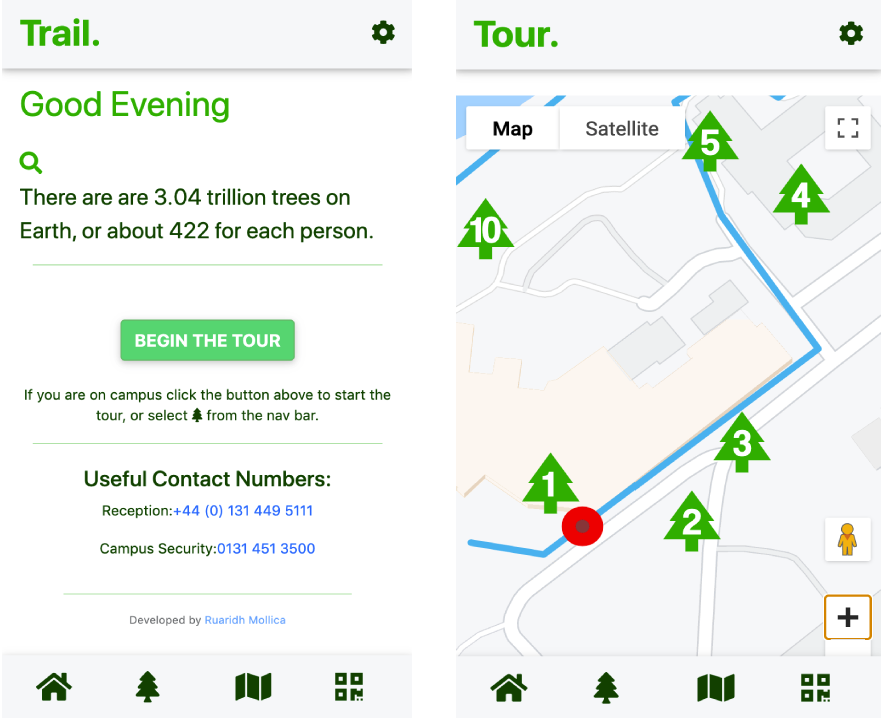 Trail.
Good Evening
There are are 3.04 trillion trees on
Earth, or about 422 for each person.
BEGIN THE TOUR
If you are on campus click the button above to start the
tour, or select from the nav bar.
Useful Contact Numbers:
Reception:+44 (0) 131 449 5111
Campus Security:0131 451 3500
Developed by Ruaridh Mollica
Tour.
Map Satellite
5
4
10
3
1
2
+